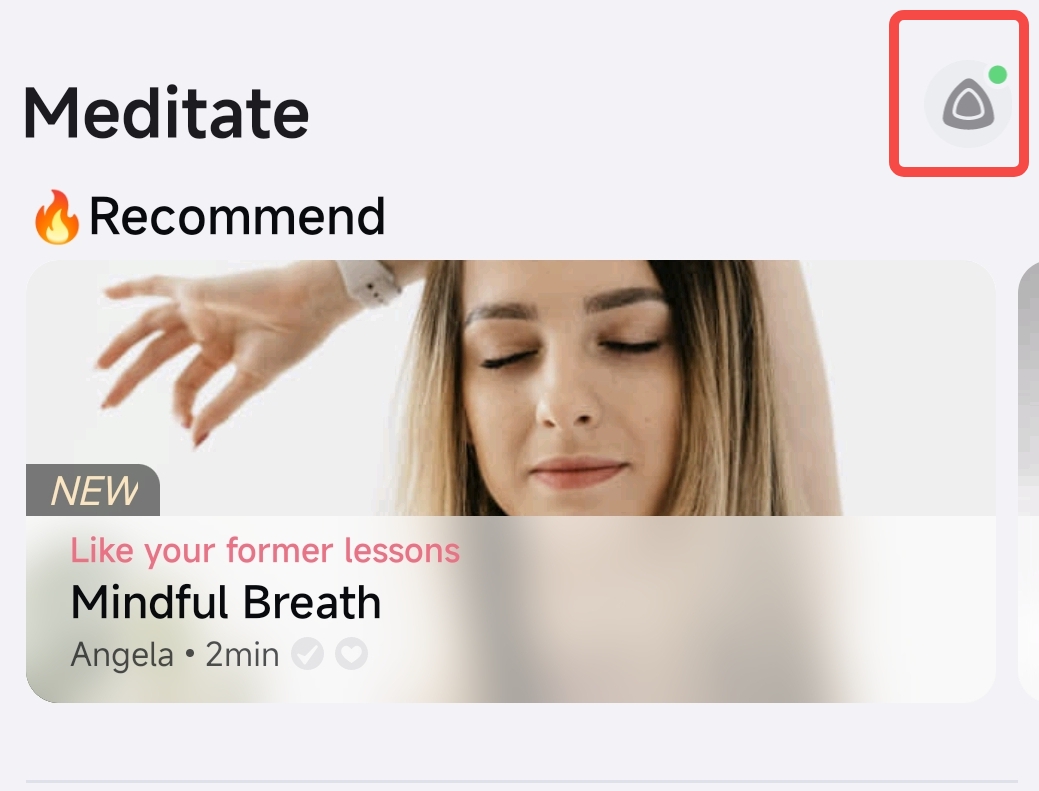 Meditate
🔥Recommend
NEW
Like your former lessons
Mindful Breath
Angela • 2min